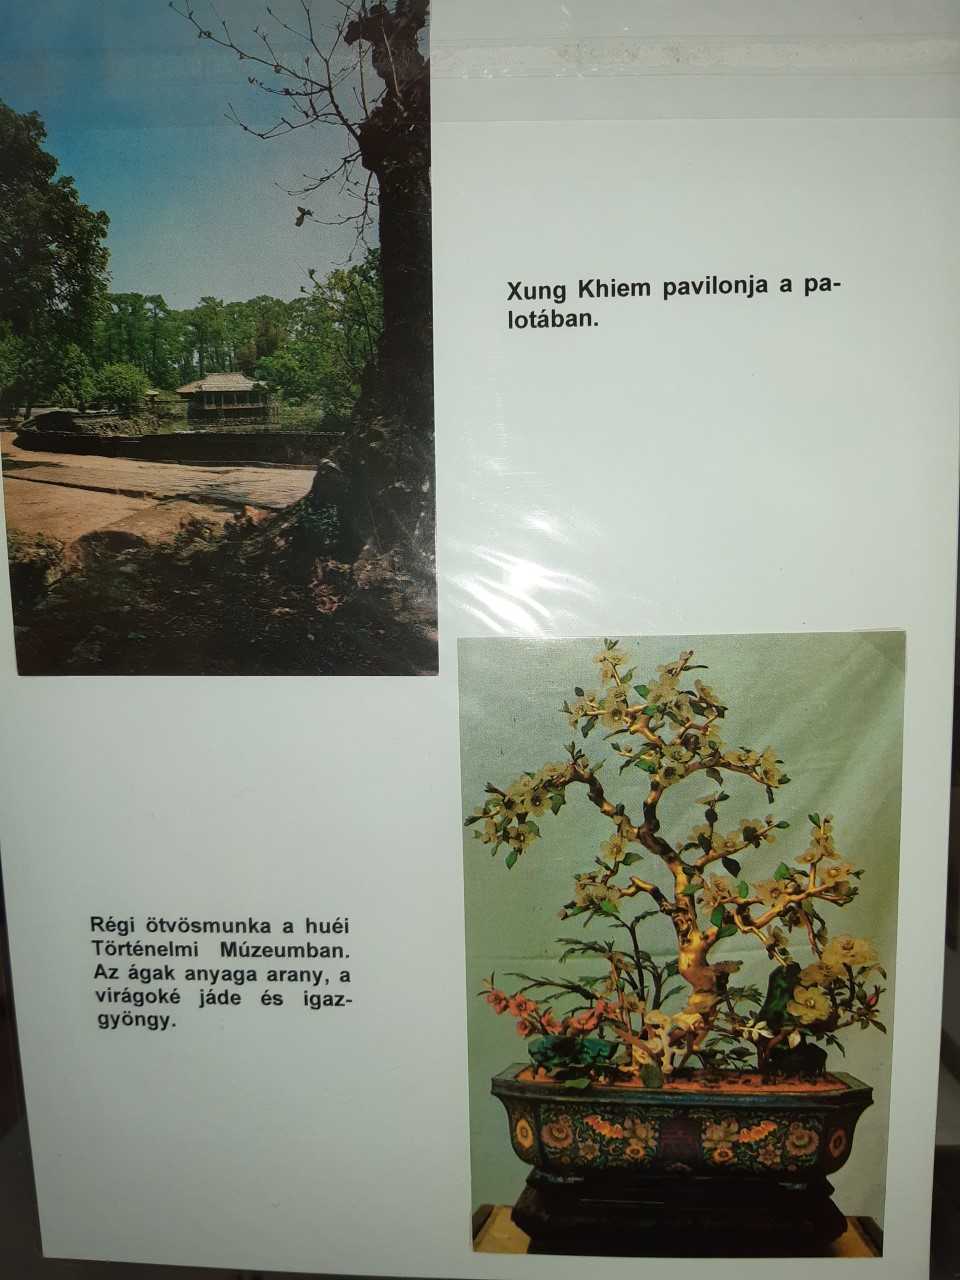 Xung Khiem pavilonja a pa-
lotában.
Régi ötvösmunka a huéi
Történelmi Múzeumban.
Az ágak anyaga arany, a
virágoké jáde és igaz-
gyöngy.